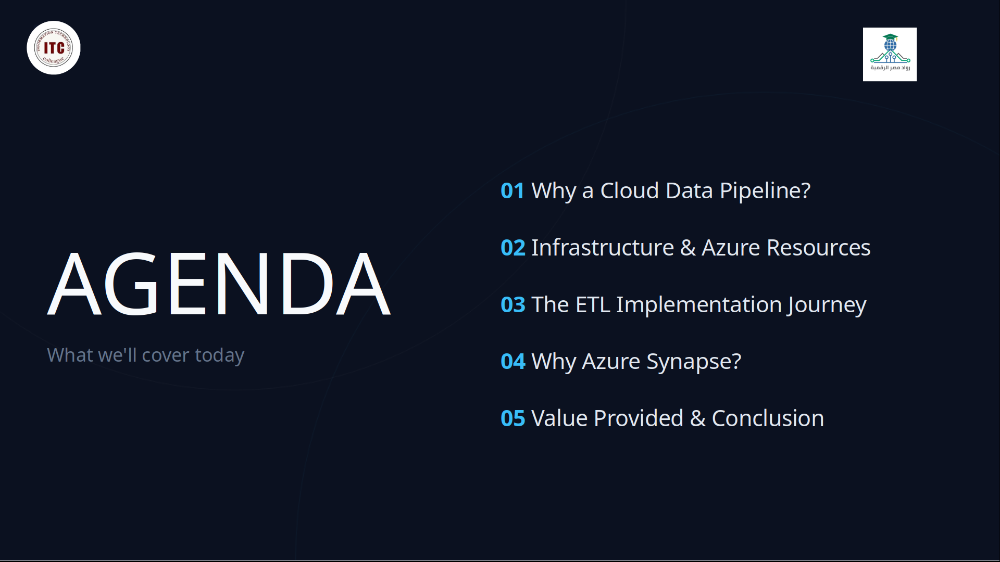 INFORMATION TECHNOLOGY
ITC
colleague
رواد مصر الرقمية
AGENDA
What we'll cover today
01 Why a Cloud Data Pipeline?
02 Infrastructure & Azure Resources
03 The ETL Implementation Journey
04 Why Azure Synapse?
05 Value Provided & Conclusion